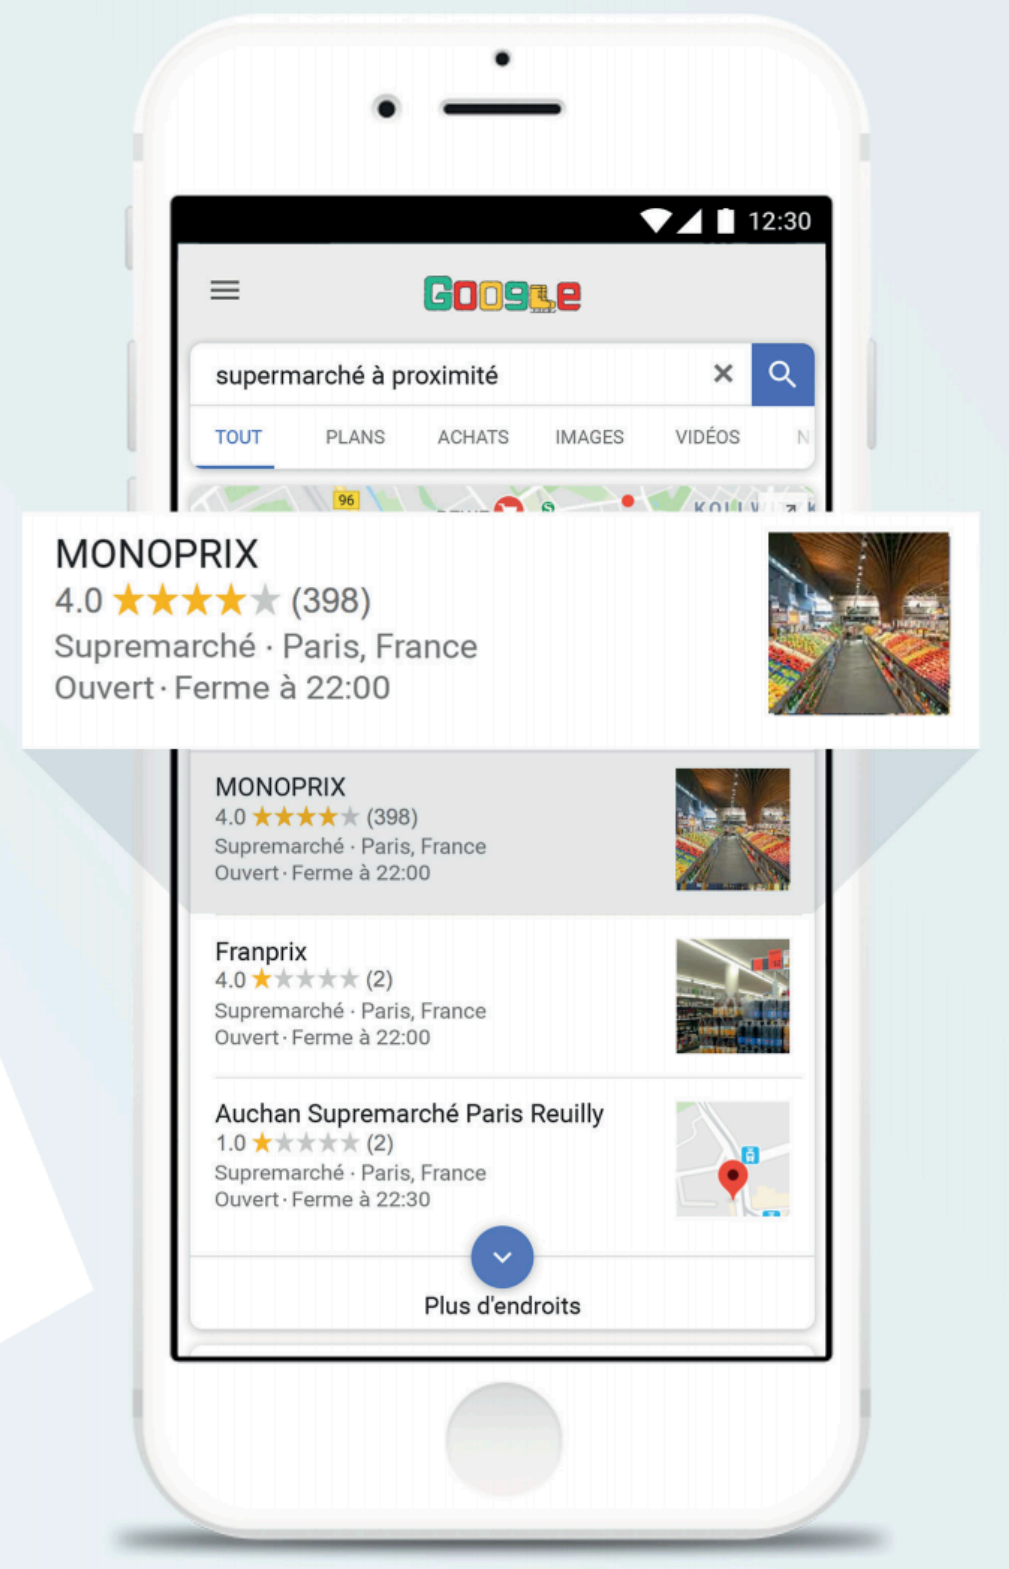 12:30
Google
supermarché à proximité
TOUT PLANS ACHATS IMAGES VIDÉOS N
96
MONOPRIX
4.0 (398)
Supremarché · Paris, France
Ouvert · Ferme à 22:00
MONOPRIX
4.0 (398)
Supremarché · Paris, France
Ouvert · Ferme à 22:00
Franprix
4.0 (2)
Supremarché · Paris, France
Ouvert · Ferme à 22:00
Auchan Supremarché Paris Reuilly
1.0 (2)
Supremarché · Paris, France
Ouvert · Ferme à 22:30
Plus d'endroits